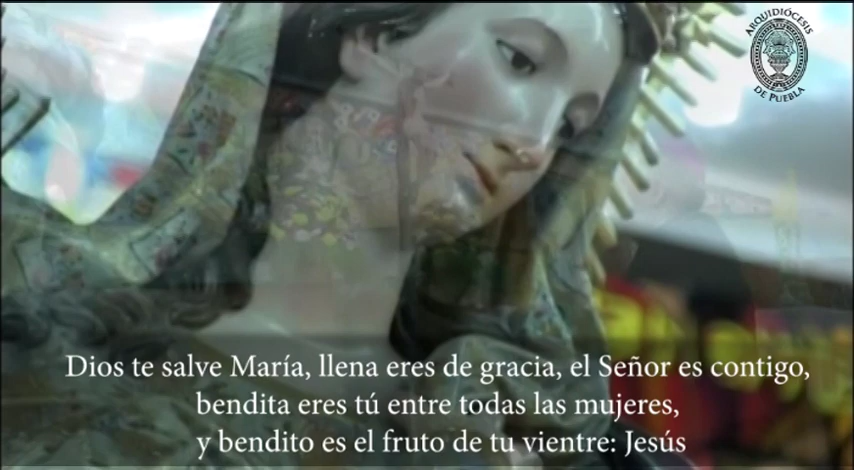 ARQUIDIÓCESIS
DE PUEBLA
Dios te salve María, llena eres de gracia, el Señor es contigo,
bendita eres tú entre todas las mujeres,
y bendito es el fruto de tu vientre: Jesús